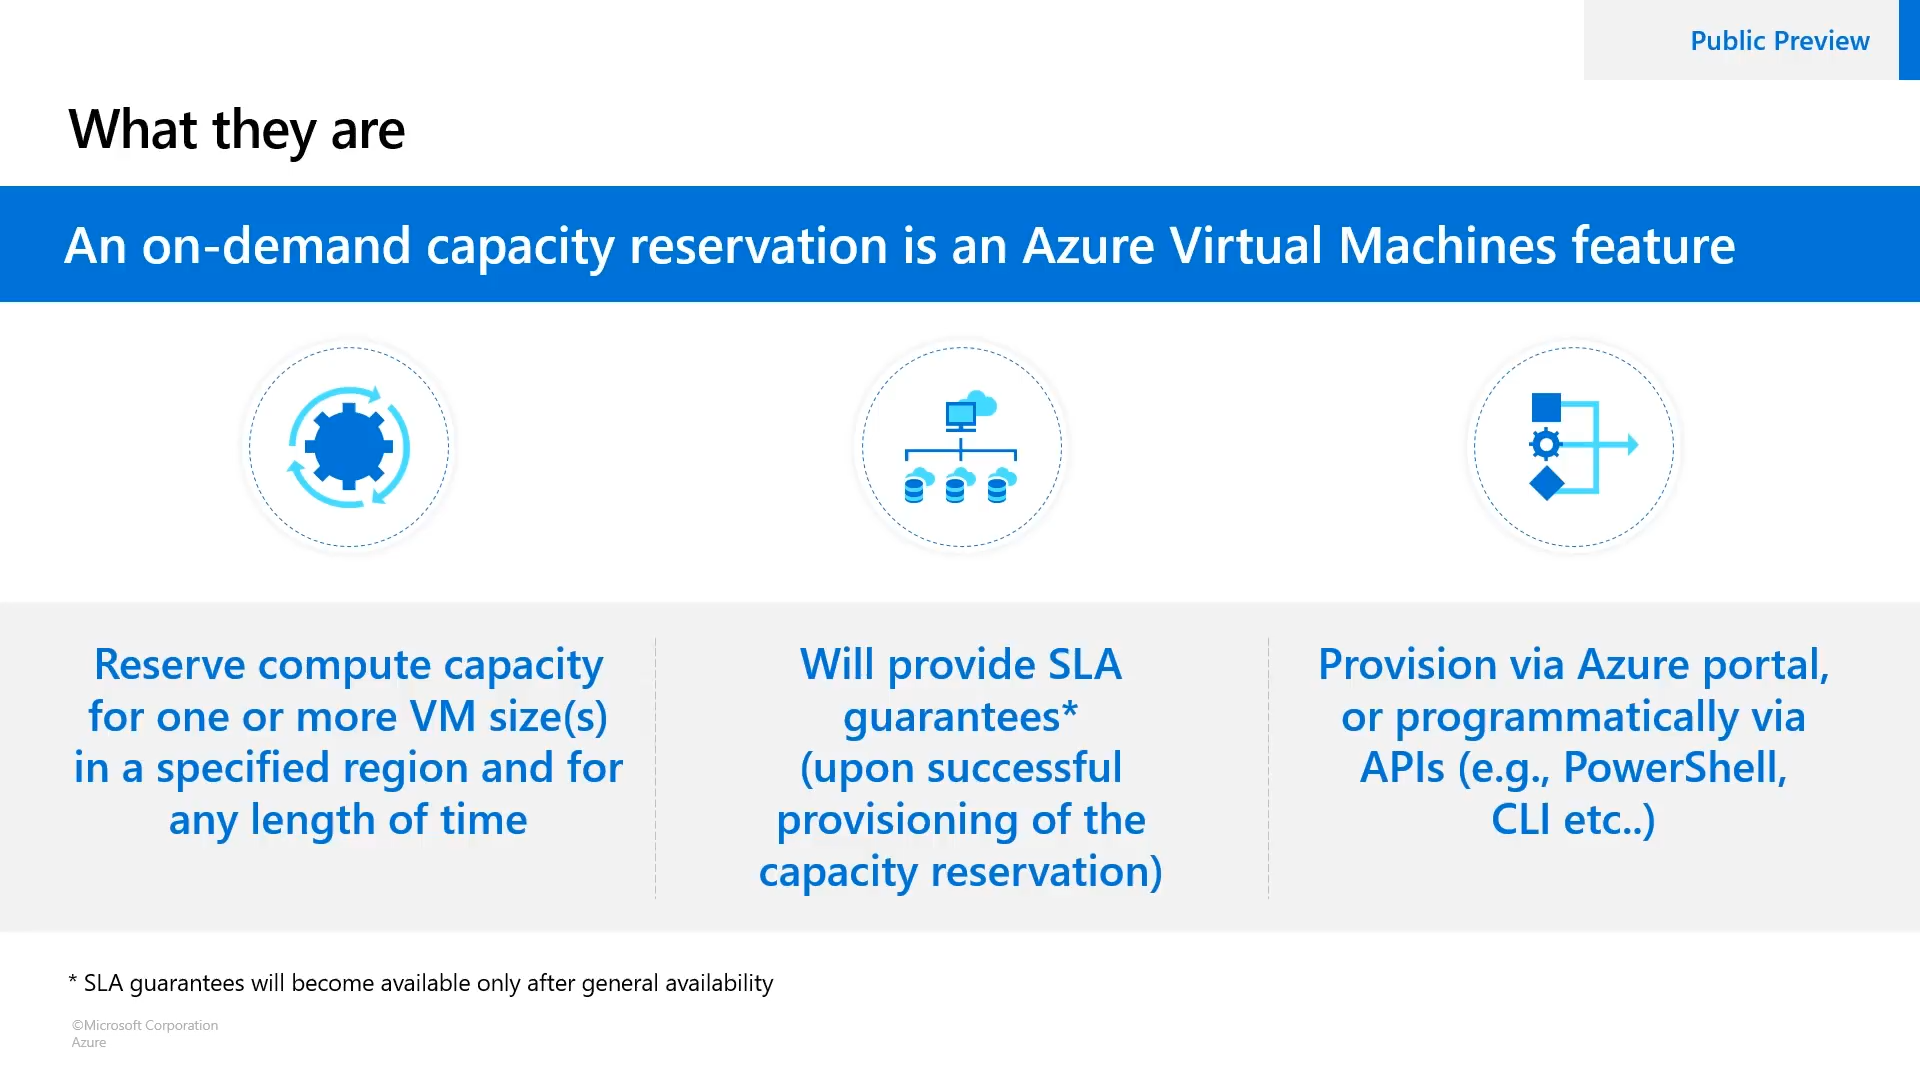 Public Preview
What they are
An on-demand capacity reservation is an Azure Virtual Machines feature
Reserve compute capacity
for one or more VM size(s)
in a specified region and for
any length of time
Will provide SLA
guarantees*
(upon successful
provisioning of the
capacity reservation)
Provision via Azure portal,
or programmatically via
APIs (e.g., PowerShell,
CLI etc..)
* SLA guarantees will become available only after general availability
©Microsoft Corporation
Azure